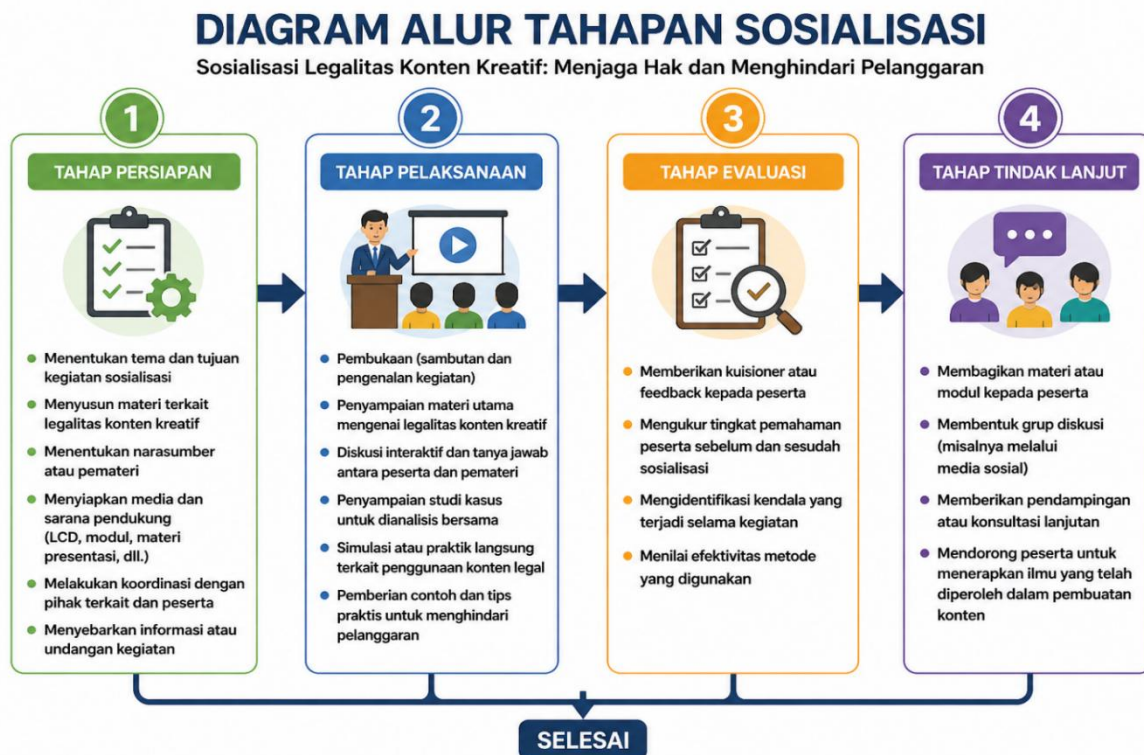 DIAGRAM ALUR TAHAPAN SOSIALISASI
Sosialisasi Legalitas Konten Kreatif: Menjaga Hak dan Menghindari Pelanggaran
1
TAHAP PERSIAPAN
Menentukan tema dan tujuan
kegiatan sosialisasi
Menyusun materi terkait
legalitas konten kreatif
Menentukan narasumber
atau pemateri
Menyiapkan media dan
sarana pendukung
(LCD, modul, materi
presentasi, dll.)
Melakukan koordinasi dengan
pihak terkait dan peserta
Menyebarkan informasi atau
undangan kegiatan
2
TAHAP PELAKSANAAN
Pembukaan (sambutan dan
pengenalan kegiatan)
Penyampaian materi utama
mengenai legalitas konten kreatif
Diskusi interaktif dan tanya jawab
antara peserta dan pemateri
Penyampaian studi kasus
untuk dianalisis bersama
Simulasi atau praktik langsung
terkait penggunaan konten legal
Pemberian contoh dan tips
praktis untuk menghindari
pelanggaran
3
TAHAP EVALUASI
Memberikan kuisioner atau
feedback kepada peserta
Mengukur tingkat pemahaman
peserta sebelum dan sesudah
sosialisasi
Mengidentifikasi kendala yang
terjadi selama kegiatan
Menilai efektivitas metode
yang digunakan
4
TAHAP TINDAK LANJUT
Membagikan materi atau
modul kepada peserta
Membentuk grup diskusi
(misalnya melalui
media sosial)
Memberikan pendampingan
atau konsultasi lanjutan
Mendorong peserta untuk
menerapkan ilmu yang telah
diperoleh dalam pembuatan
konten
SELESAI